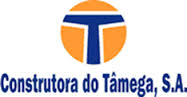 T
Construtora do Tâmega, S.A.